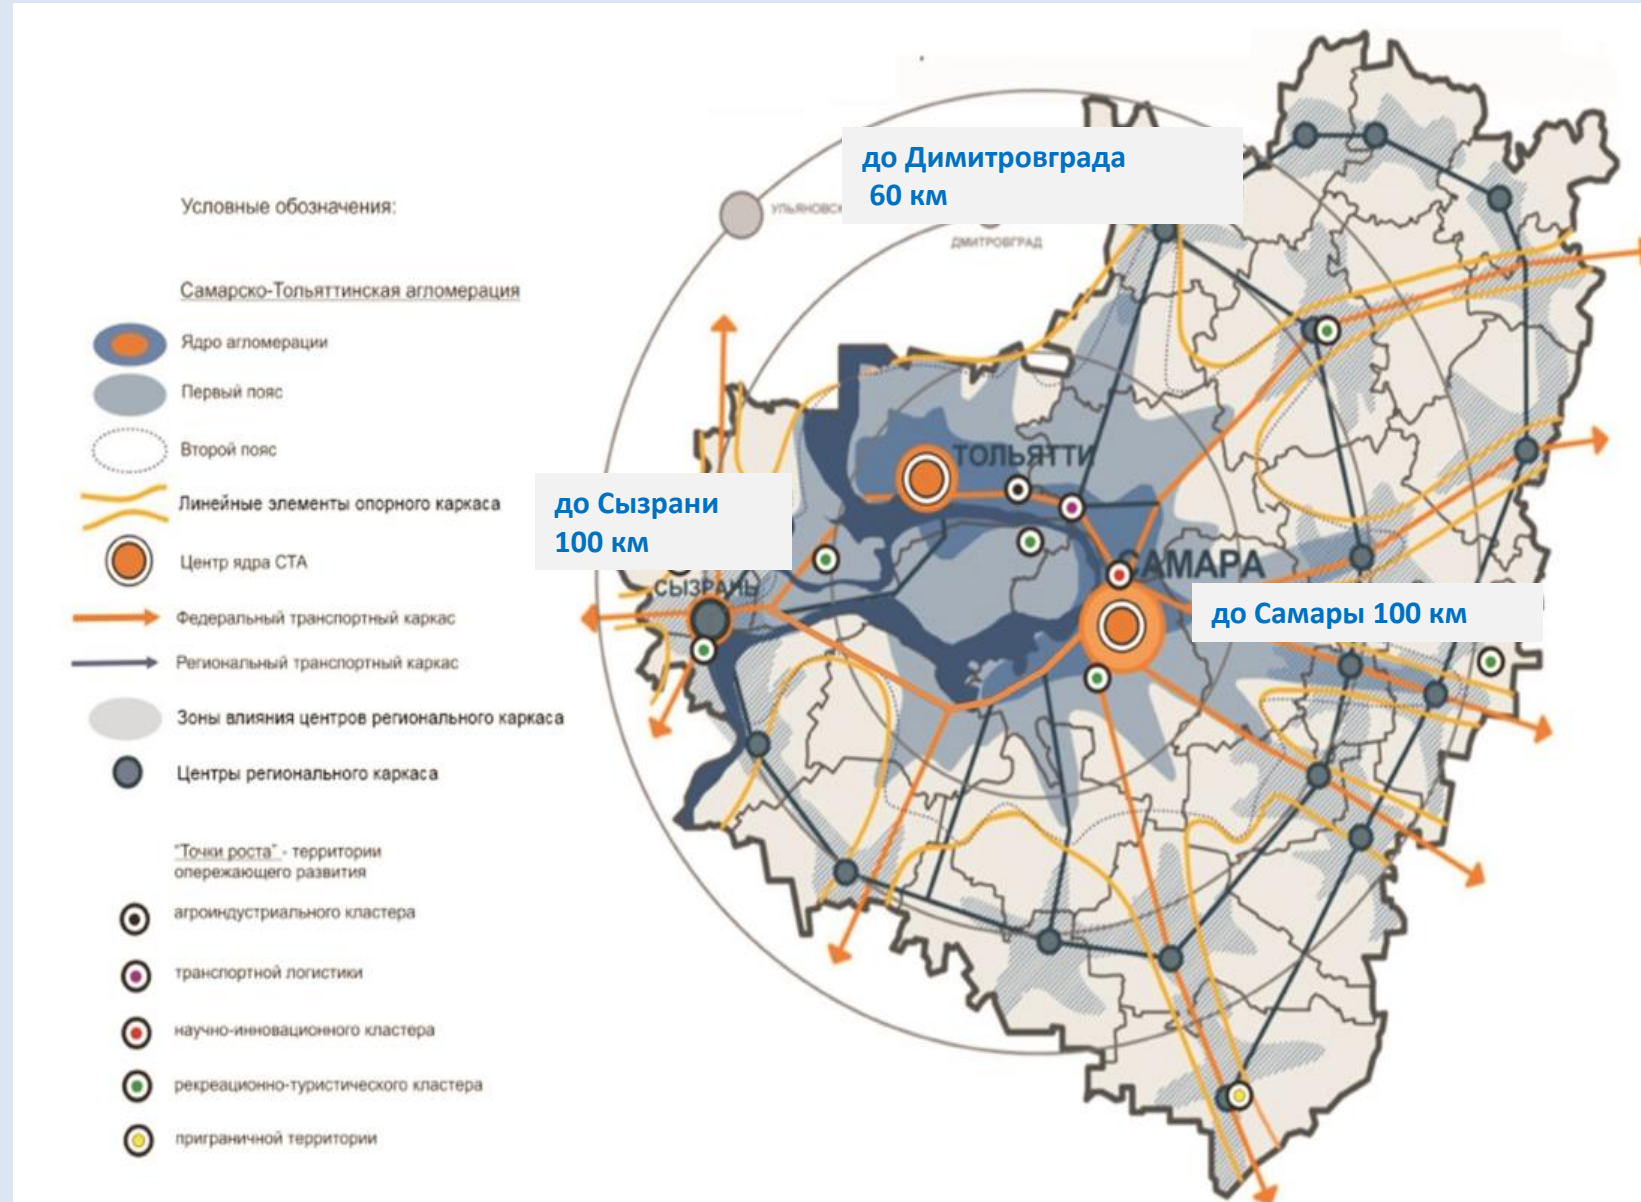 Условные обозначения:
Самарско-Тольяттинская агломерация
Ядро агломерации
Первый пояс
Второй пояс
Линейные элементы опорного каркаса
Центр ядра СТА
Федеральный транспортный каркас
Региональный транспортный каркас
Зоны влияния центров регионального каркаса
Центры регионального каркаса
"Точки роста" - территории
опережающего развития
агроиндустриального кластера
транспортной логистики
научно-инновационного кластера
рекреационно-туристического кластера
приграничной территории
до Димитровграда
60 км
ДМИТРОВГРАД
ТОЛЬЯТТИ
до Сызрани
100 км
СЫЗРАНЬ
САМАРА
до Самары 100 км